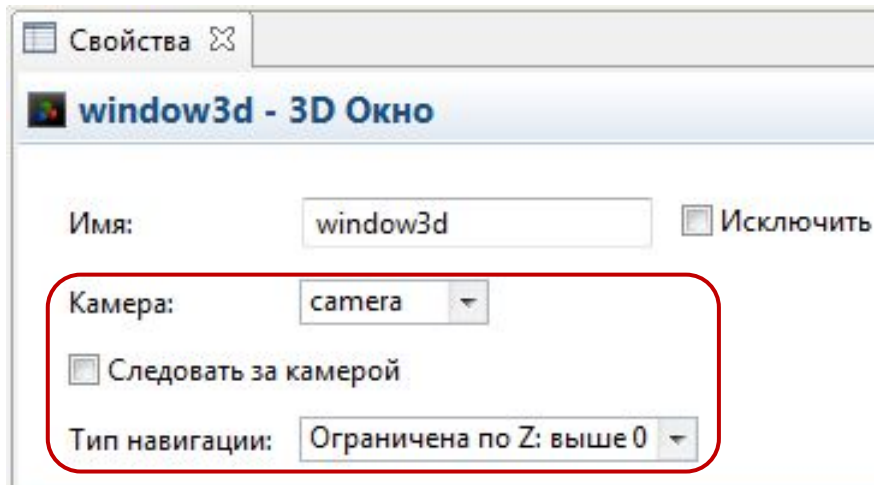 Свойства
window3d - 3D Окно
Имя: window3d Исключить
Камера: camera
Следовать за камерой
Тип навигации: Ограничена по Z: выше 0